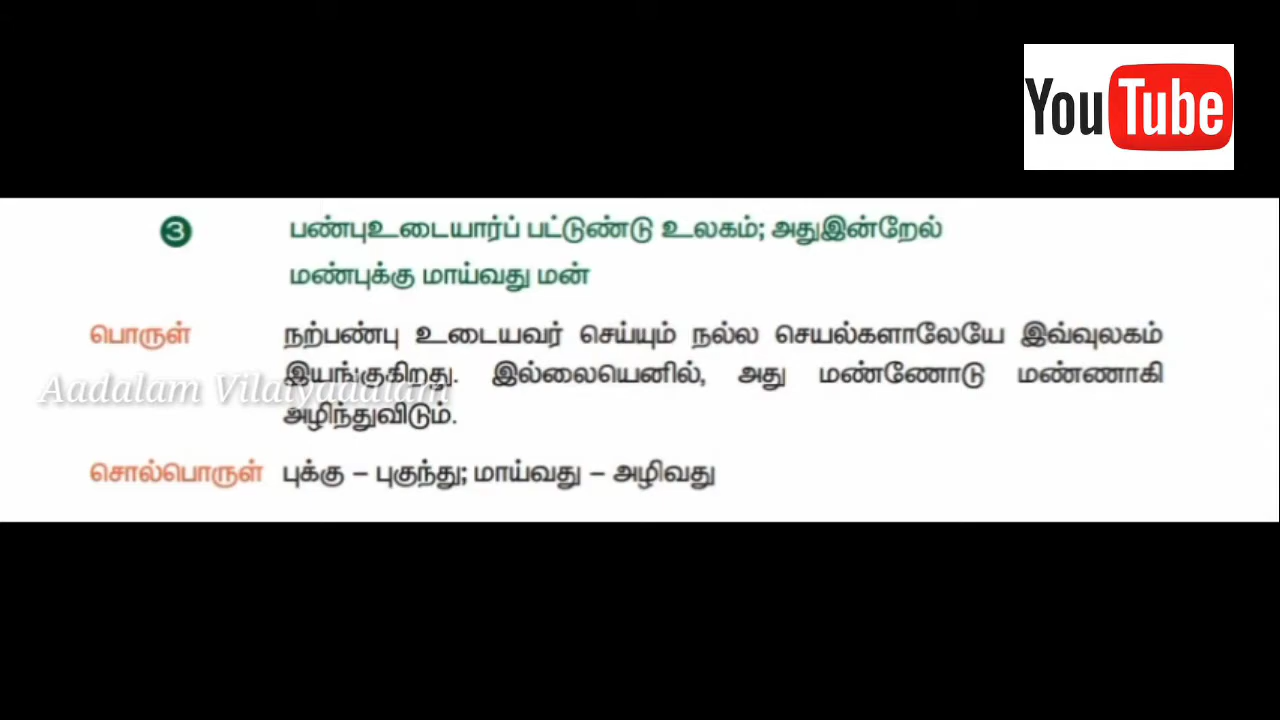 YouTube
3 பண்புஉடையார்ப் பட்டுண்டு உலகம்; அதுஇன்றேல்
மண்புக்கு மாய்வது மன்
பொருள் நற்பண்பு உடையவர் செய்யும் நல்ல செயல்களாலேயே இவ்வுலகம்
இயங்குகிறது. இல்லையெனில், அது மண்ணோடு மண்ணாகி
Aadalam Vilaiyaadalam
அழிந்துவிடும்.
சொல்பொருள் புக்கு – புகுந்து; மாய்வது – அழிவது